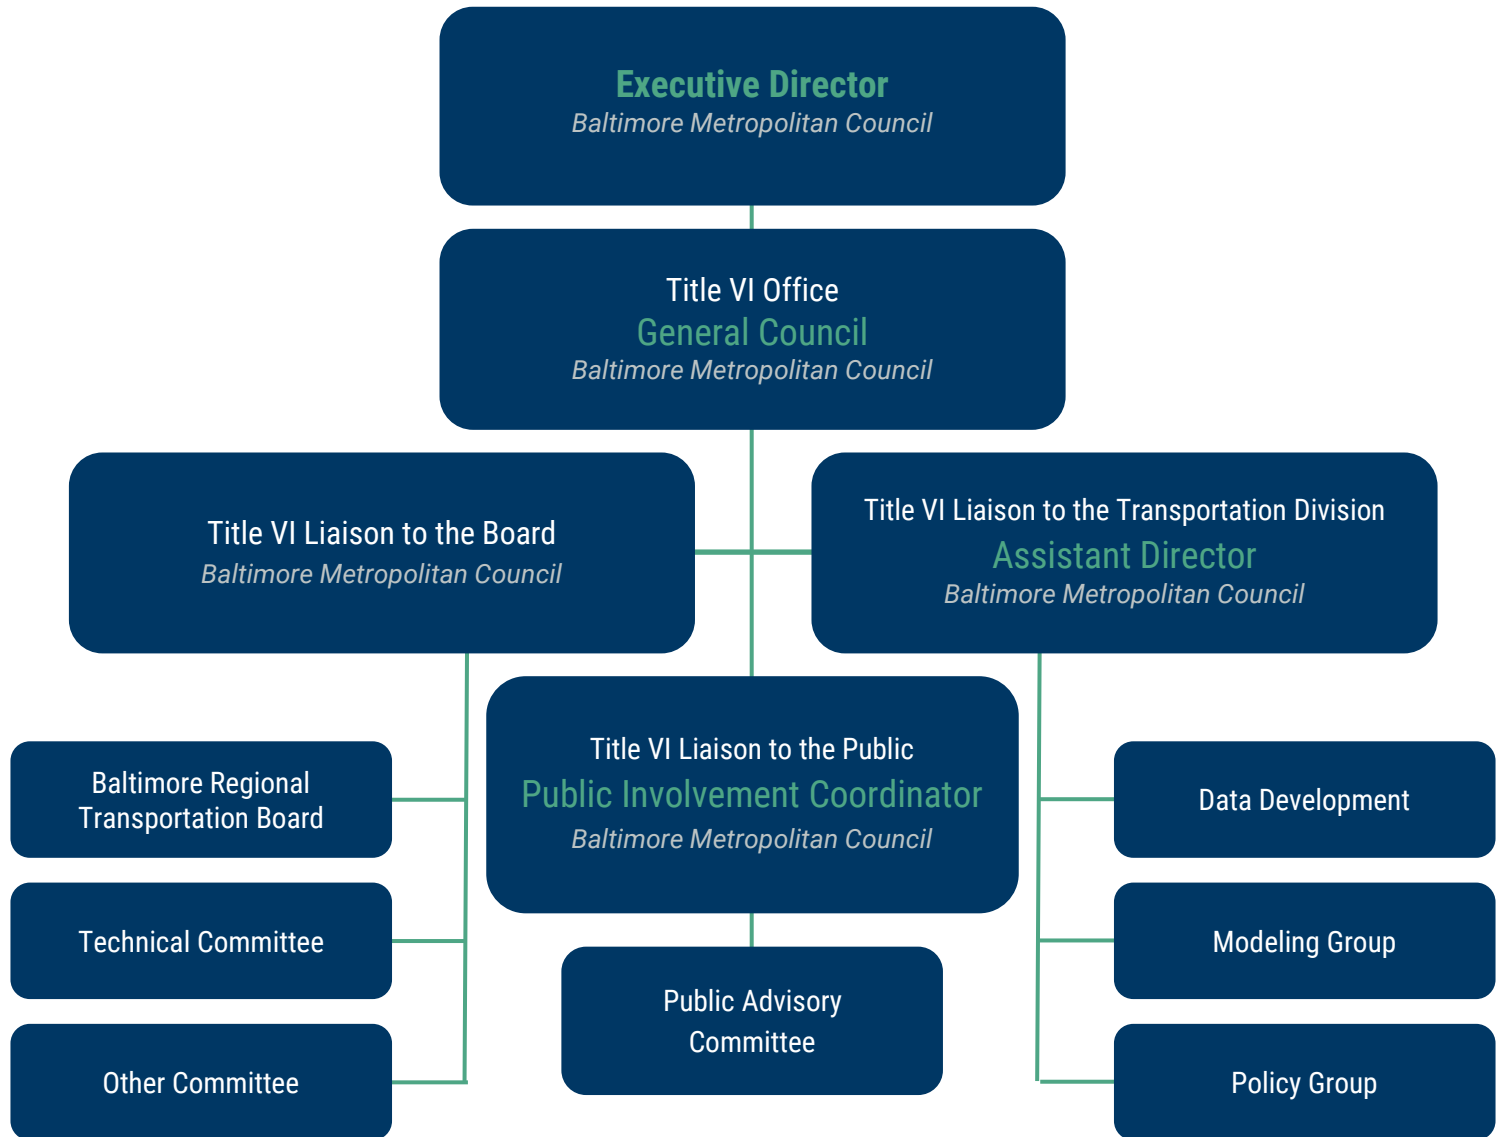 Executive Director
Baltimore Metropolitan Council
Title VI Office
General Council
Baltimore Metropolitan Council
Title VI Liaison to the Board
Baltimore Metropolitan Council
Title VI Liaison to the Transportation Division
Assistant Director
Baltimore Metropolitan Council
Title VI Liaison to the Public
Public Involvement Coordinator
Baltimore Metropolitan Council
Baltimore Regional
Transportation Board
Technical Committee
Other Committee
Public Advisory
Committee
Data Development
Modeling Group
Policy Group